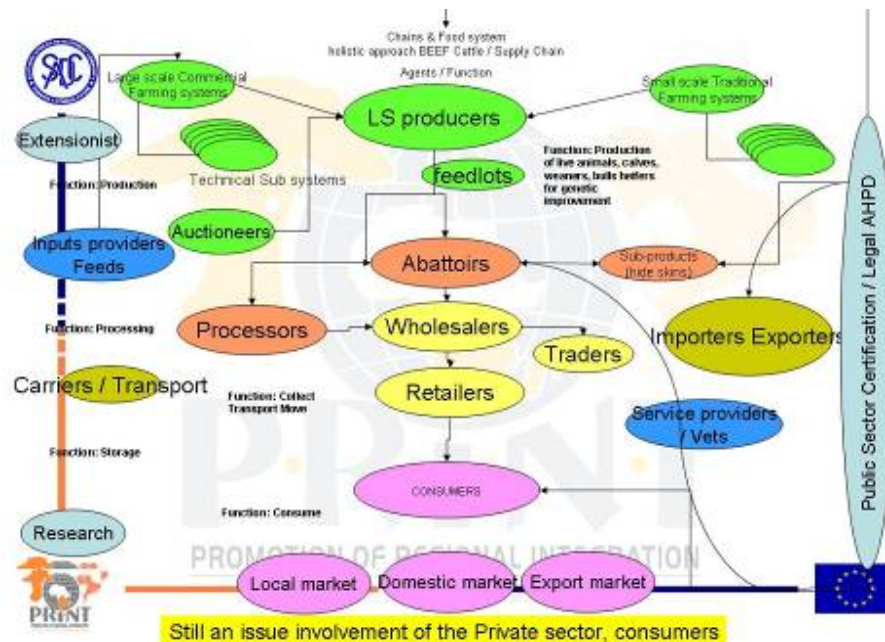 Chains & Food system
holistic approach BEEF Cattle / Supply Chain
Agents / Function
SADC
Large scale Commercial
Farming systems
Small scale Traditional
Farming systems
LS producers
Extensionist
Function: Production
Technical Sub systems
feedlots
Function: Production
of live animals, calves,
weaners, bulls heifers
for genetic
improvement
Auctioneers
Inputs providers
Feeds
Abattoirs
Sub-products
(hide skins)
Public Sector Certification / Legal AHPD
Function: Processing
Processors
Wholesalers
Traders
Importers Exporters
Carriers / Transport
Function: Collect
Transport Move
Retailers
Service providers
/ Vets
Function: Storage
CONSUMERS
Function: Consume
PRINT
Research
PROMOTION OF REGIONAL INTEGRATION
PRINT
Local market
Domestic market
Export market
Still an issue involvement of the Private sector, consumers